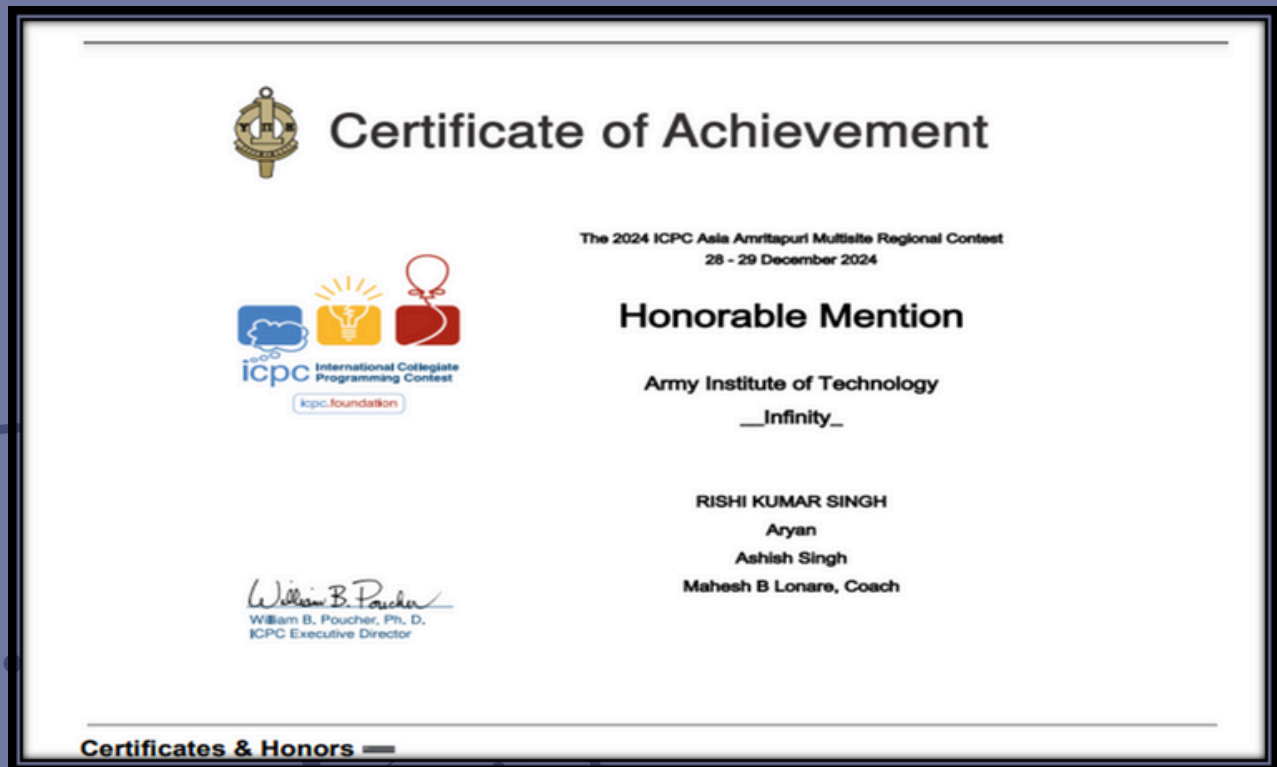 Certificate of Achievement
The 2024 ICPC Asia Amritapuri Multisite Regional Contest
28 - 29 December 2024
Honorable Mention
Army Institute of Technology
__Infinity_
icpc International Collegiate
Programming Contest
icpc.foundation
RISHI KUMAR SINGH
Aryan
Ashish Singh
Mahesh B Lonare, Coach
William B. Poucher
William B. Poucher, Ph. D.
ICPC Executive Director
Certificates & Honors